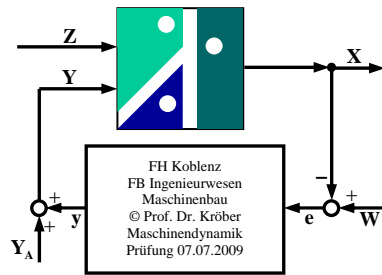 Z
X
Y
FH Koblenz
FB Ingenieurwesen
Maschinenbau
© Prof. Dr. Kröber
Maschinendynamik
Prüfung 07.07.2009
−
+
+
+
y
e
W
Y_A